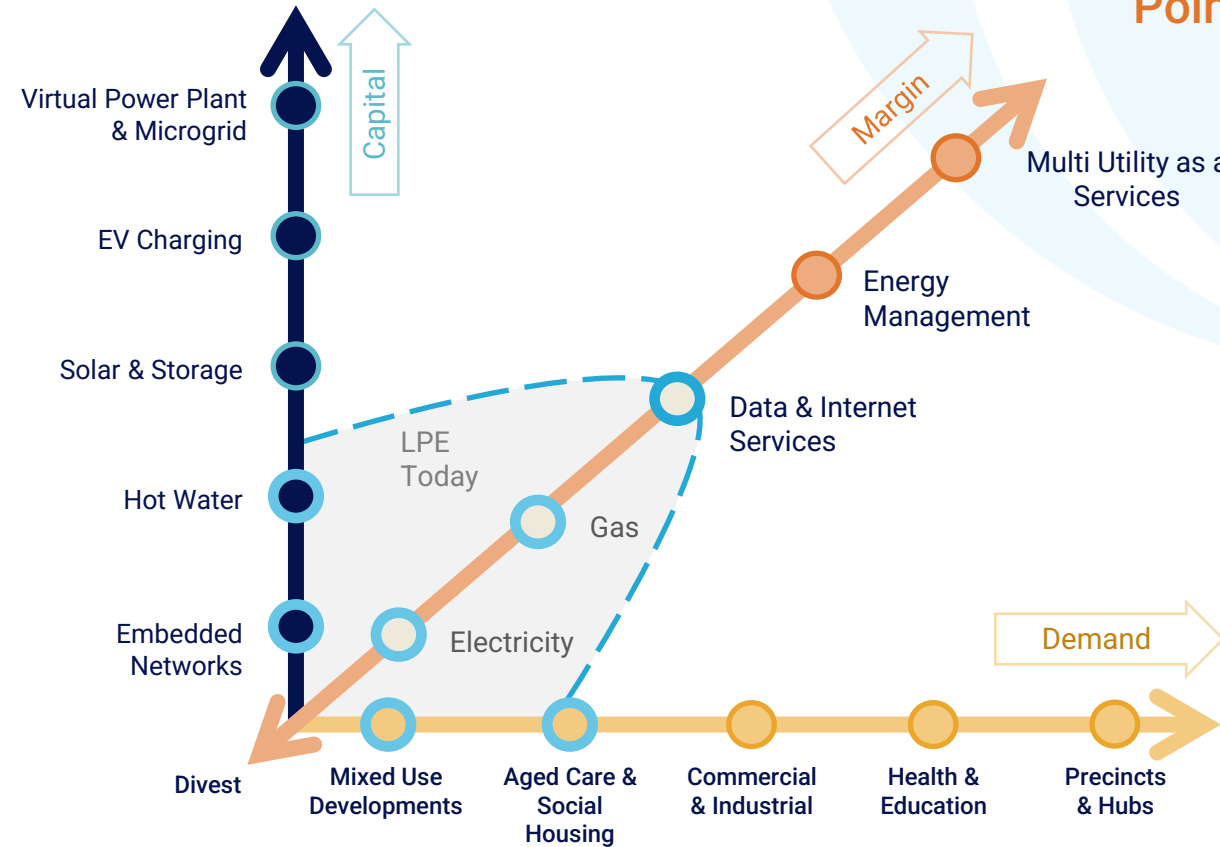 Poin
Capital
Margin
Virtual Power Plant
& Microgrid
Multi Utility as a
Services
EV Charging
Energy
Management
Solar & Storage
Data & Internet
Services
LPE
Today
Hot Water
Gas
Embedded
Networks
Electricity
Demand
Divest
Mixed Use
Developments
Aged Care &
Social
Housing
Commercial
& Industrial
Health &
Education
Precincts
& Hubs